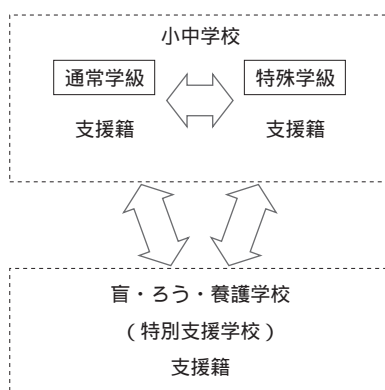 小中学校
通常学級 特殊学級
支援籍 支援籍
盲・ろう・養護学校
(特別支援学校)
支援籍